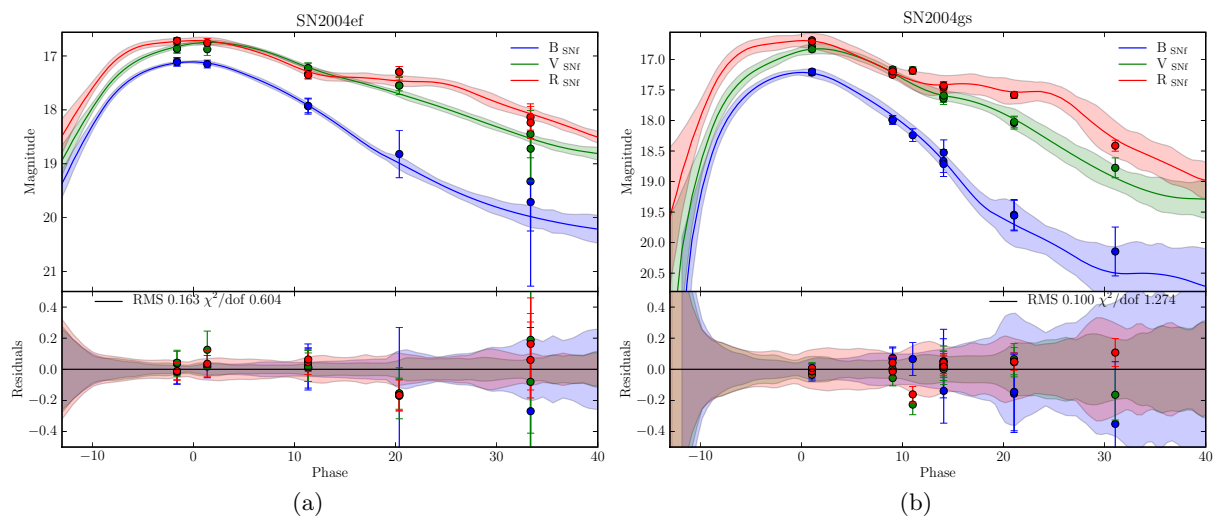 SN2004ef
B SNf
V SNf
R SNf
Magnitude
17
18
19
20
21
RMS 0.163 χ²/dof 0.604
Residuals
0.4
0.2
0.0
−0.2
−0.4
−10 0 10 20 30 40
Phase
(a)
SN2004gs
B SNf
V SNf
R SNf
Magnitude
17.0
17.5
18.0
18.5
19.0
19.5
20.0
20.5
RMS 0.100 χ²/dof 1.274
Residuals
0.4
0.2
0.0
−0.2
−0.4
−10 0 10 20 30 40
Phase
(b)